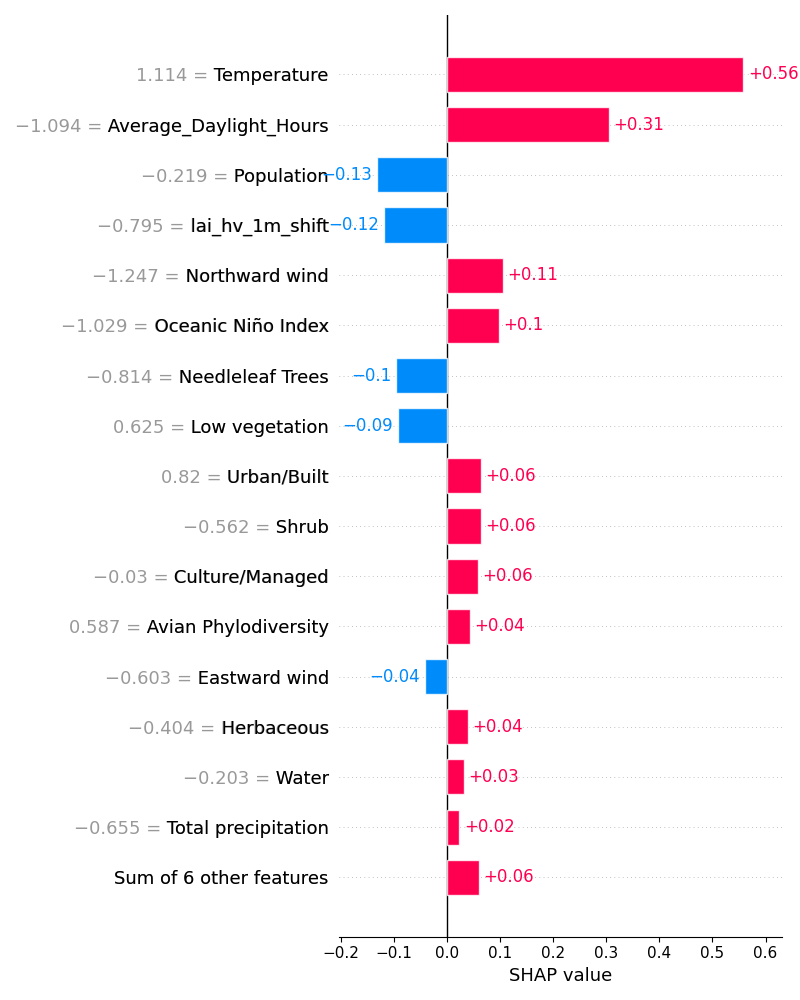 1.114 = Temperature +0.56
−1.094 = Average_Daylight_Hours +0.31
−0.219 = Population −0.13
−0.795 = lai_hv_1m_shift −0.12
−1.247 = Northward wind +0.11
−1.029 = Oceanic Niño Index +0.1
−0.814 = Needleleaf Trees −0.1
0.625 = Low vegetation −0.09
0.82 = Urban/Built +0.06
−0.562 = Shrub +0.06
−0.03 = Culture/Managed +0.06
0.587 = Avian Phylodiversity +0.04
−0.603 = Eastward wind −0.04
−0.404 = Herbaceous +0.04
−0.203 = Water +0.03
−0.655 = Total precipitation +0.02
Sum of 6 other features +0.06
−0.2 −0.1 0.0 0.1 0.2 0.3 0.4 0.5 0.6
SHAP value